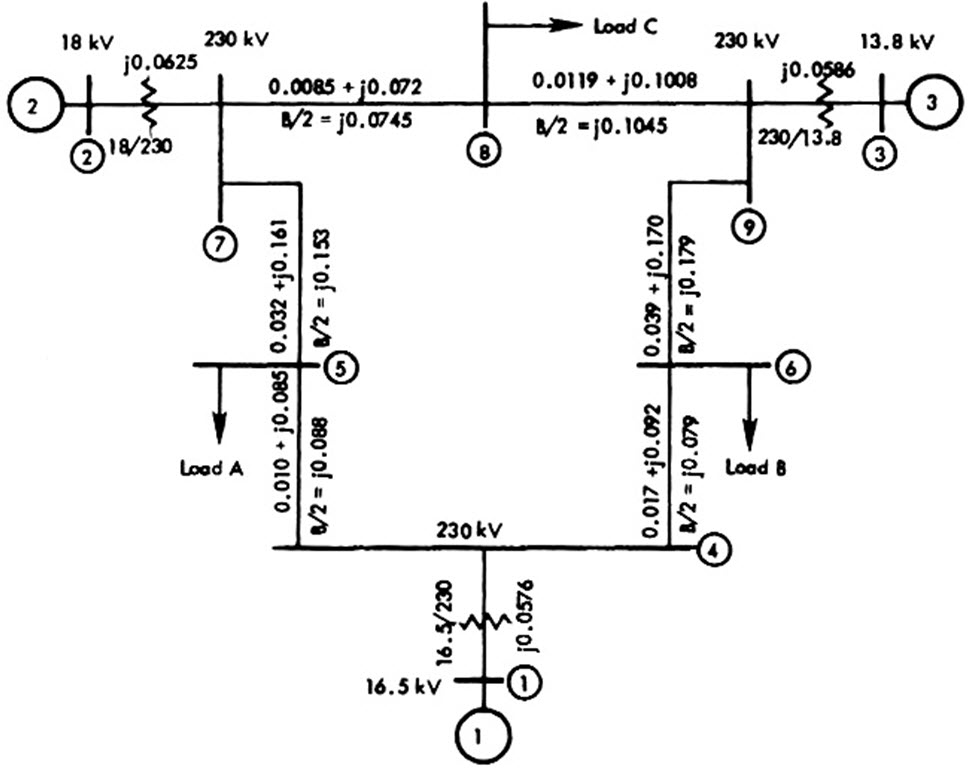 Load C
18 kV
230 kV
230 kV
13.8 kV
j0.0625
j0.0586
0.0085 + j0.072
0.0119 + j0.1008
2
3
B/2 = j0.0745
B/2 = j0.1045
18/230
230/13.8
2
8
3
7
9
0.032 +j0.161
B/2 = j0.153
0.039 + j0.170
B/2 = j0.179
5
6
0.010 + j0.085
B/2 = j0.088
0.017 +j0.092
B/2 = j0.079
Load A
Load B
230 kV
4
16.5/230
j0.0576
16.5 kV
1
1